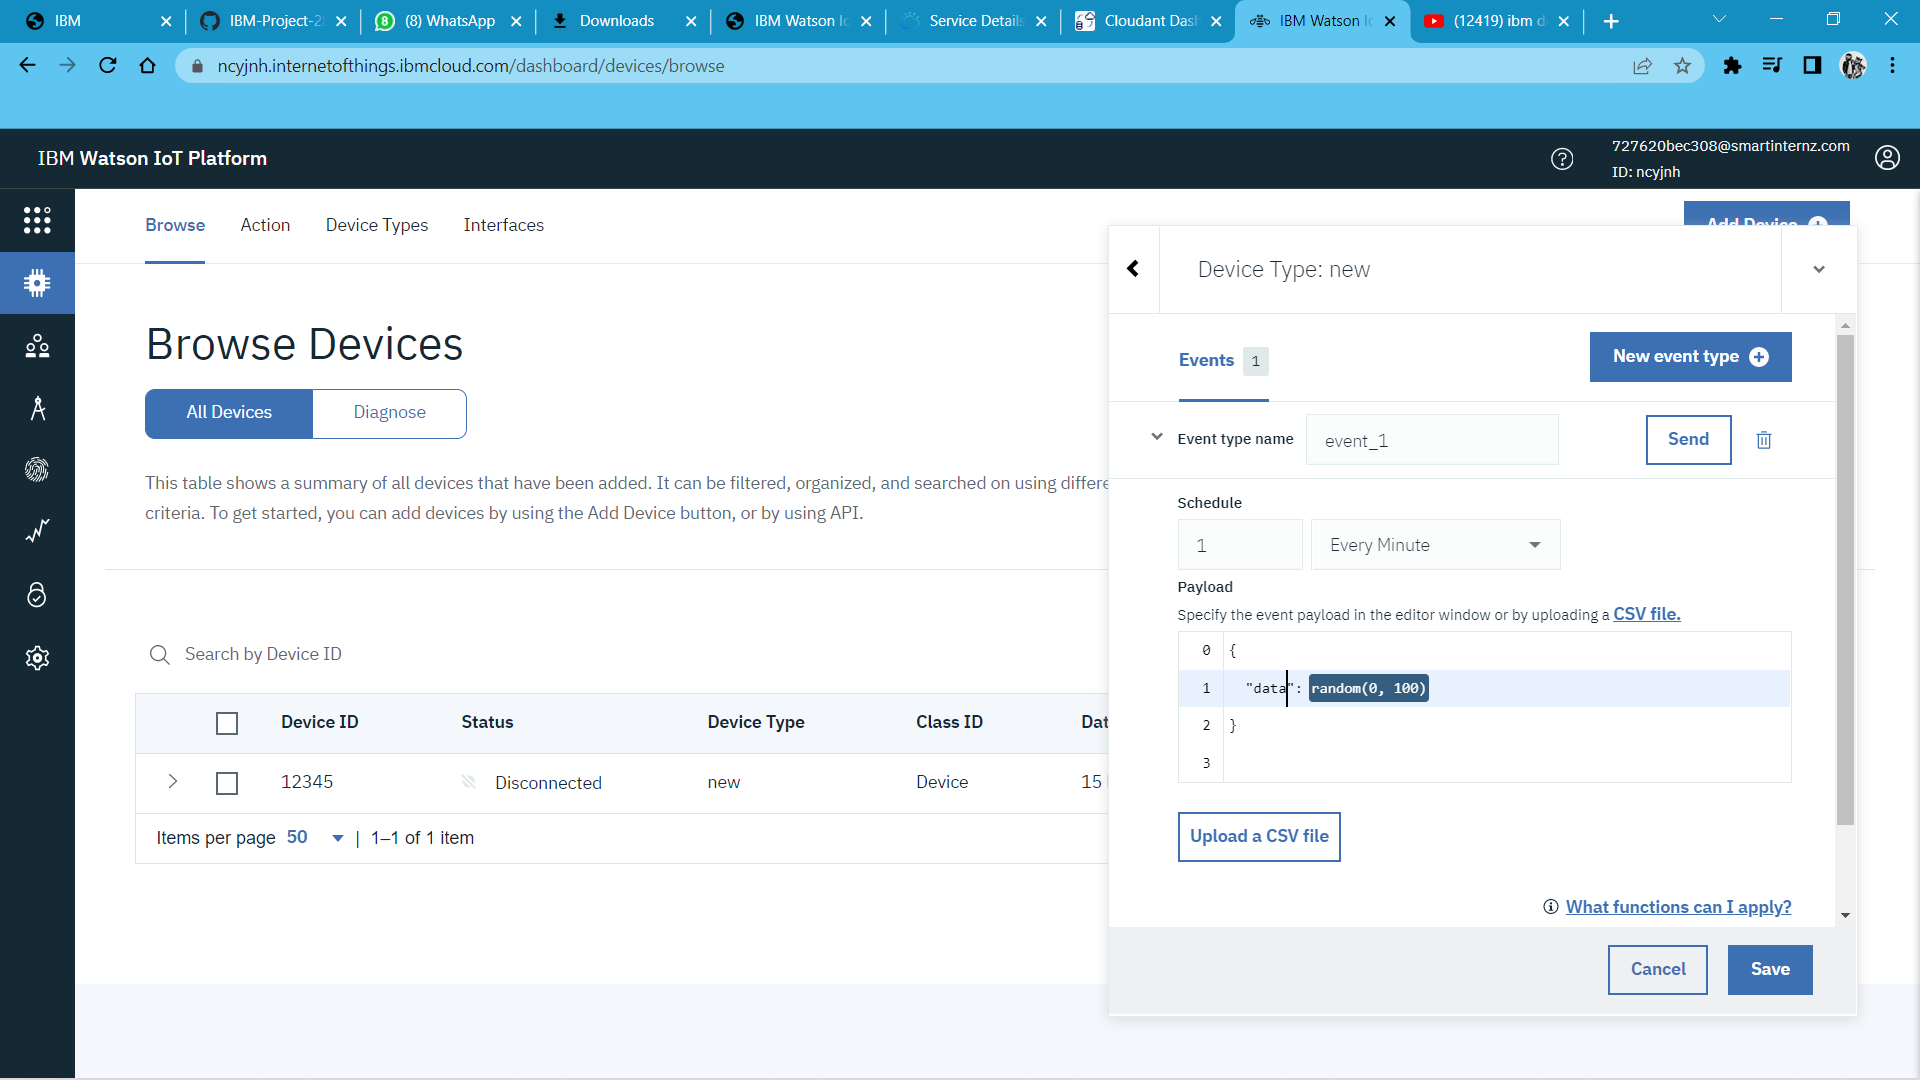 IBM
IBM-Project-2
(8) WhatsApp
Downloads
IBM Watson Io
Service Details
Cloudant Dash
IBM Watson Io
(12419) ibm d
ncyjnh.internetofthings.ibmcloud.com/dashboard/devices/browse
IBM Watson IoT Platform
727620bec308@smartinternz.com
ID: ncyjnh
Browse
Action
Device Types
Interfaces
Add Device
Browse Devices
All Devices
Diagnose
This table shows a summary of all devices that have been added. It can be filtered, organized, and searched on using differe
criteria. To get started, you can add devices by using the Add Device button, or by using API.
Search by Device ID
Device ID Status Device Type Class ID Dat
12345 Disconnected new Device 15
Items per page 50 | 1–1 of 1 item
Device Type: new
Events 1
New event type
Event type name event_1
Send
Schedule
1 Every Minute
Payload
Specify the event payload in the editor window or by uploading a CSV file.
0 {
1 "data": random(0, 100)
2 }
3
Upload a CSV file
What functions can I apply?
Cancel
Save